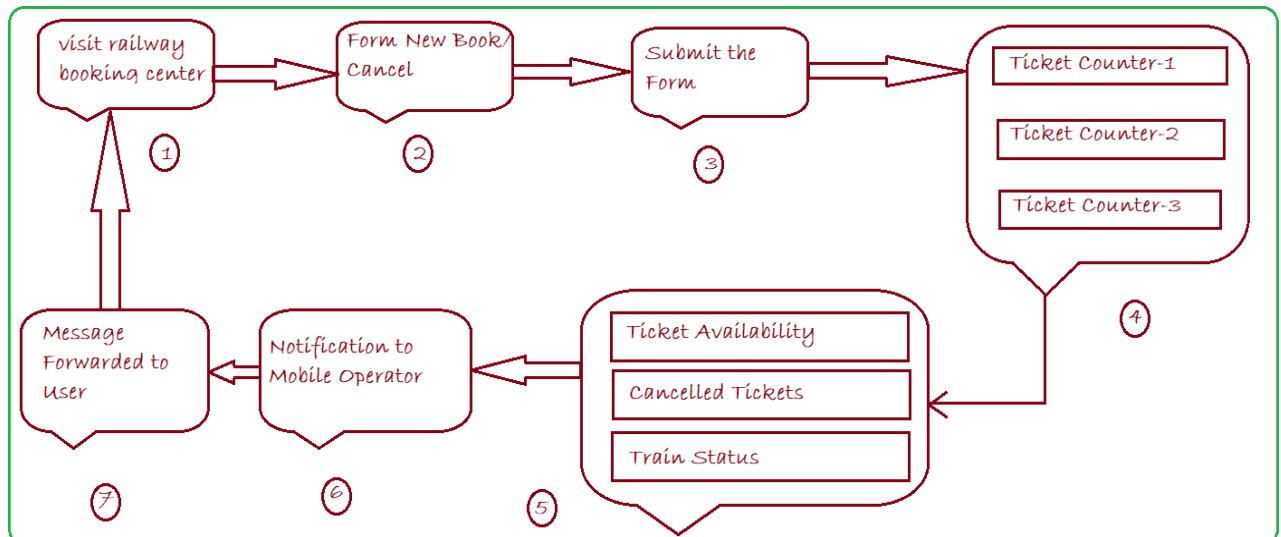 visit railway
booking center
Form New Book/
Cancel
Submit the
Form
Ticket Counter-1
Ticket Counter-2
Ticket Counter-3
1
2
3
4
Ticket Availability
Cancelled Tickets
Train Status
Notification to
Mobile Operator
Message
Forwarded to
User
5
6
7